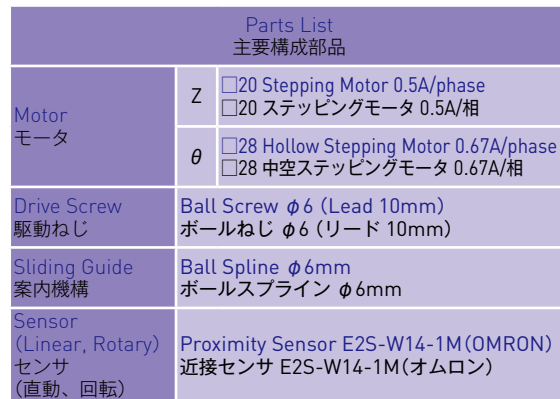 Parts List
主要構成部品
Motor
モータ
Z
□20 Stepping Motor 0.5A/phase
□20 ステッピングモータ 0.5A/相
θ
□28 Hollow Stepping Motor 0.67A/phase
□28 中空ステッピングモータ 0.67A/相
Drive Screw
駆動ねじ
Ball Screw φ6 (Lead 10mm)
ボールねじ φ6 (リード 10mm)
Sliding Guide
案内機構
Ball Spline φ6mm
ボールスプライン φ6mm
Sensor
(Linear, Rotary)
センサ
(直動、回転)
Proximity Sensor E2S-W14-1M(OMRON)
近接センサ E2S-W14-1M(オムロン)